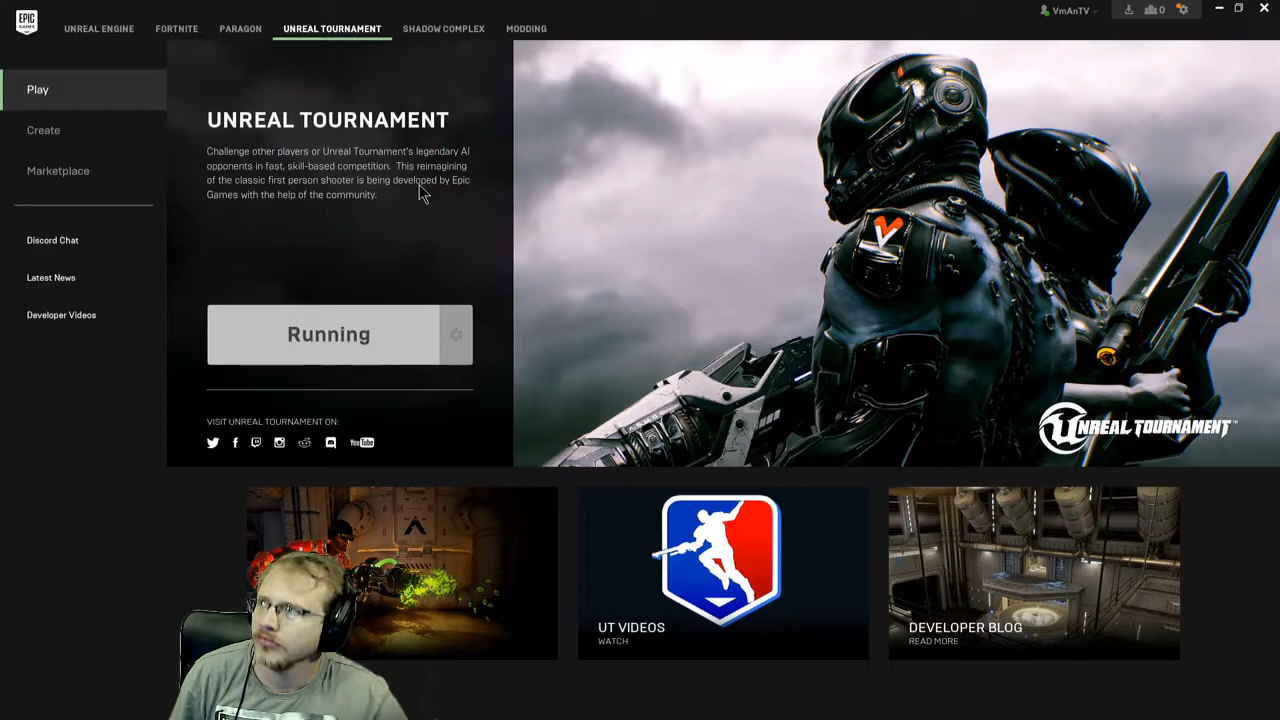 EPIC
GAMES
UNREAL ENGINE
FORTNITE
PARAGON
UNREAL TOURNAMENT
SHADOW COMPLEX
MODDING
VmAnTV
0
Play
Create
Marketplace
Discord Chat
Latest News
Developer Videos
UNREAL TOURNAMENT
Challenge other players or Unreal Tournament's legendary AI
opponents in fast, skill-based competition. This reimagining
of the classic first person shooter is being developed by Epic
Games with the help of the community.
Running
VISIT UNREAL TOURNAMENT ON:
YouTube
UNREAL TOURNAMENT™
UT VIDEOS
WATCH
DEVELOPER BLOG
READ MORE